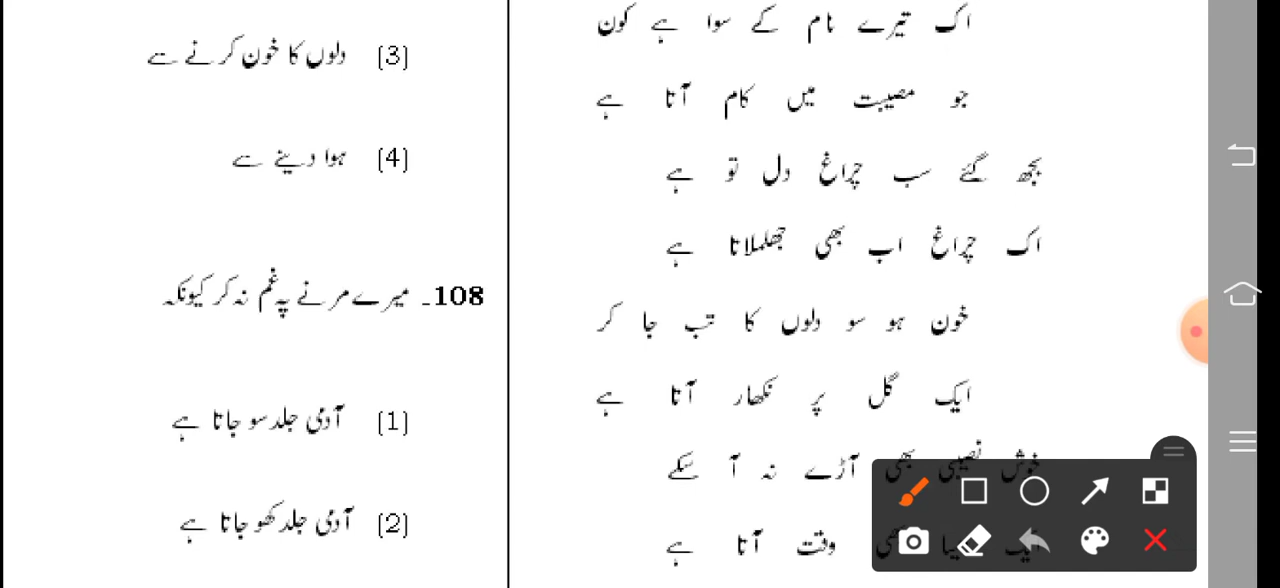 اک تیرے نام کے سوا ہے کون
جو مصیبت میں کام آتا ہے
بجھ گئے سب چراغ دل تو ہے
اک چراغ اب بھی جھلملاتا ہے
خون ہو سو دلوں کا تب جا کر
ایک گل پر نکھار آتا ہے
خوش نصیبی بھی آڑے نہ آ سکے
ایک بھی وقت آتا ہے
(3) دلوں کا خون کرنے سے
(4) ہوا دینے سے
108۔ میرے مرنے پہ غم نہ کر کیونکہ
(1) آدمی جلد سو جاتا ہے
(2) آدمی جلد کھو جاتا ہے